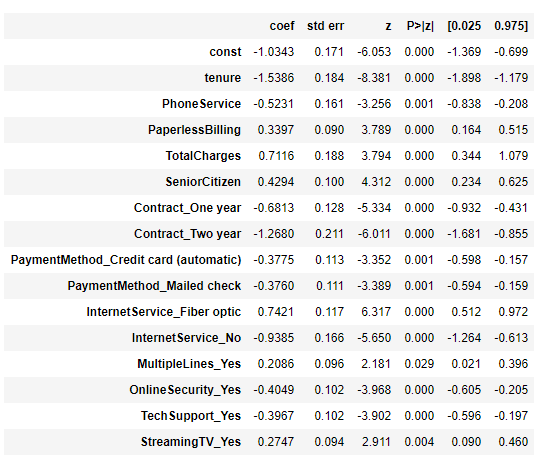 coef std err z P>|z| [0.025 0.975]
const -1.0343 0.171 -6.053 0.000 -1.369 -0.699
tenure -1.5386 0.184 -8.381 0.000 -1.898 -1.179
PhoneService -0.5231 0.161 -3.256 0.001 -0.838 -0.208
PaperlessBilling 0.3397 0.090 3.789 0.000 0.164 0.515
TotalCharges 0.7116 0.188 3.794 0.000 0.344 1.079
SeniorCitizen 0.4294 0.100 4.312 0.000 0.234 0.625
Contract_One year -0.6813 0.128 -5.334 0.000 -0.932 -0.431
Contract_Two year -1.2680 0.211 -6.011 0.000 -1.681 -0.855
PaymentMethod_Credit card (automatic) -0.3775 0.113 -3.352 0.001 -0.598 -0.157
PaymentMethod_Mailed check -0.3760 0.111 -3.389 0.001 -0.594 -0.159
InternetService_Fiber optic 0.7421 0.117 6.317 0.000 0.512 0.972
InternetService_No -0.9385 0.166 -5.650 0.000 -1.264 -0.613
MultipleLines_Yes 0.2086 0.096 2.181 0.029 0.021 0.396
OnlineSecurity_Yes -0.4049 0.102 -3.968 0.000 -0.605 -0.205
TechSupport_Yes -0.3967 0.102 -3.902 0.000 -0.596 -0.197
StreamingTV_Yes 0.2747 0.094 2.911 0.004 0.090 0.460